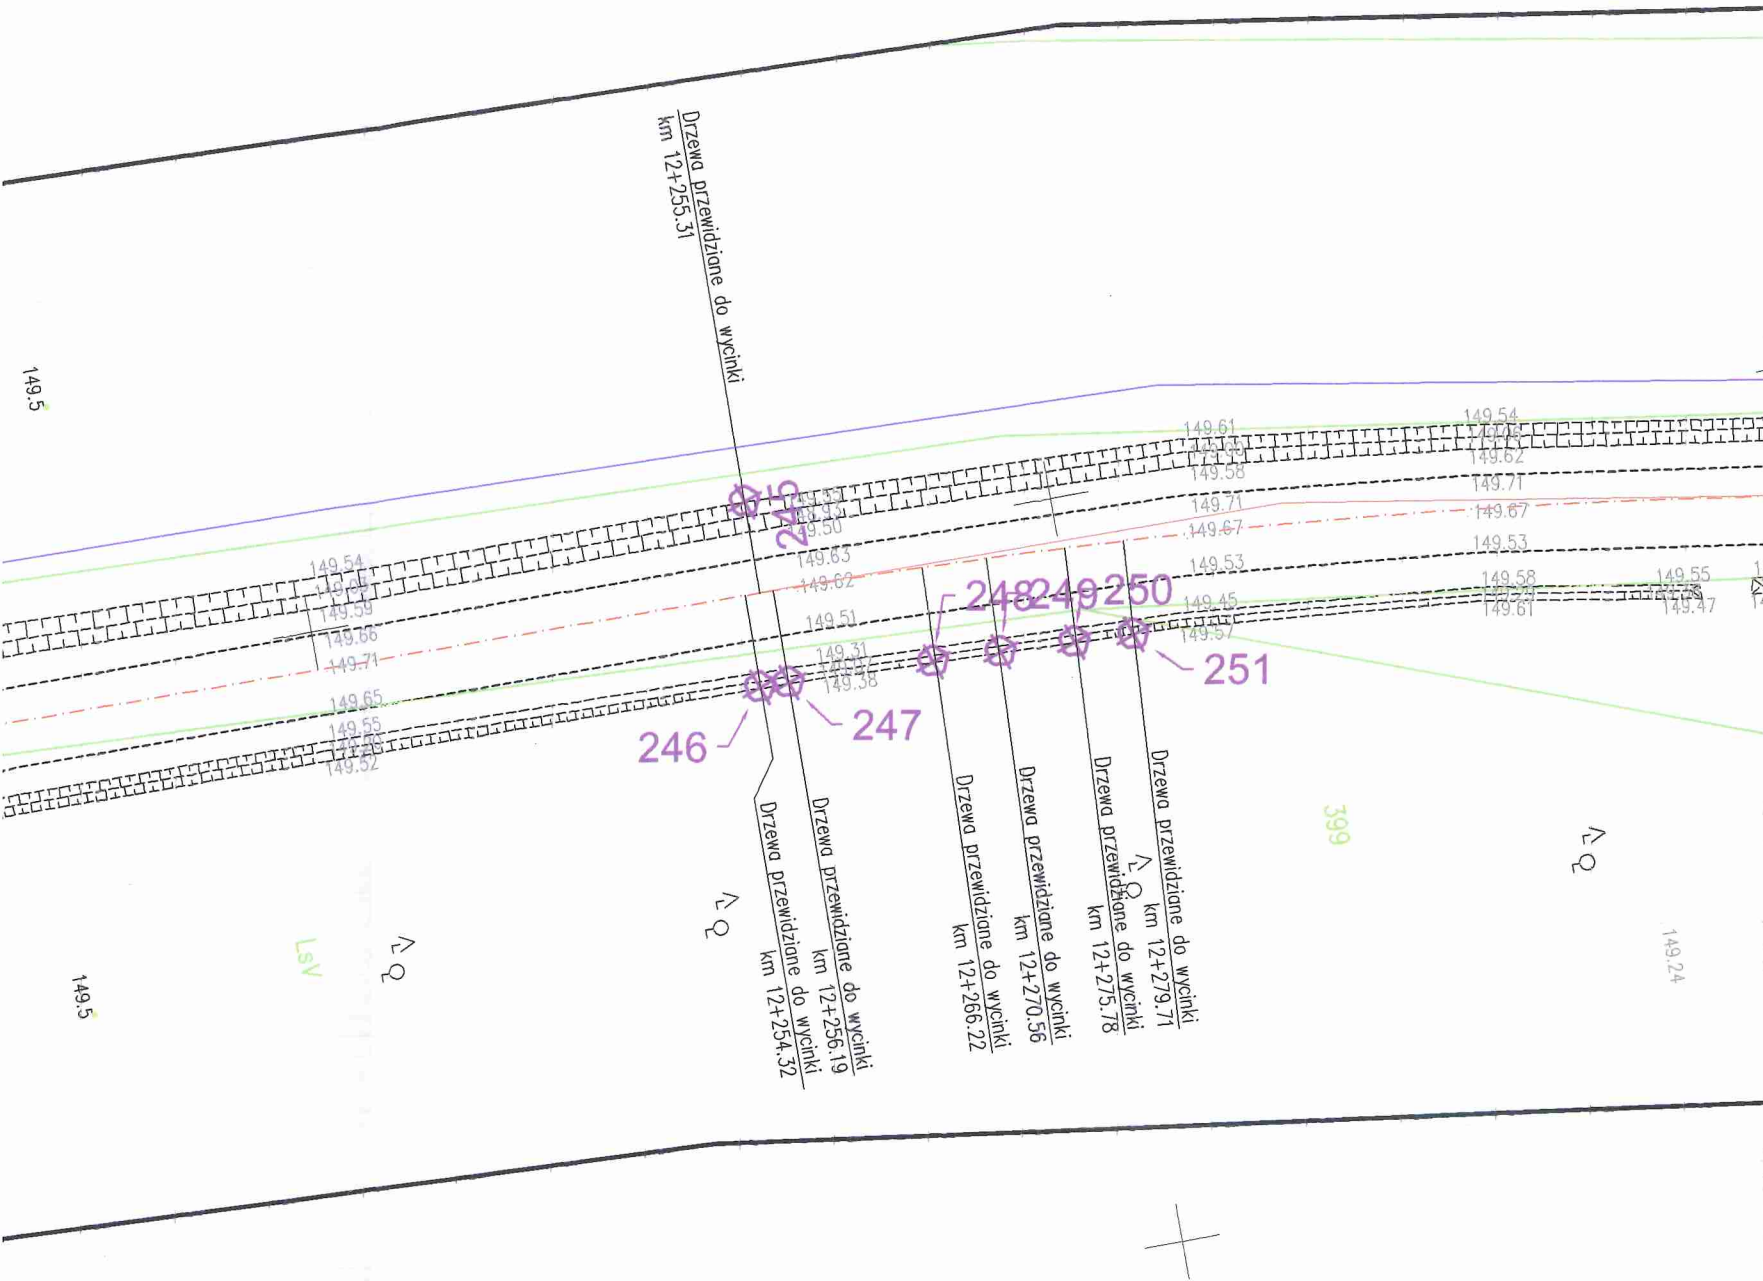 Drzewa przewidziane do wycinki
km 12+255.31
149.5
149.61
149.58
149.71
149.67
149.53
149.45
149.57
149.54
149.62
149.71
149.67
149.53
149.58
149.61
149.55
149.47
245
149.50
149.63
149.62
149.51
149.31
149.38
149.54
149.59
149.66
149.71
149.65
149.55
149.52
248
249
250
251
246
247
Drzewa przewidziane do wycinki
km 12+254.32
Drzewa przewidziane do wycinki
km 12+256.19
Drzewa przewidziane do wycinki
km 12+266.22
Drzewa przewidziane do wycinki
km 12+270.56
Drzewa przewidziane do wycinki
km 12+275.78
Drzewa przewidziane do wycinki
km 12+279.71
399
LsV
149.5
149.24